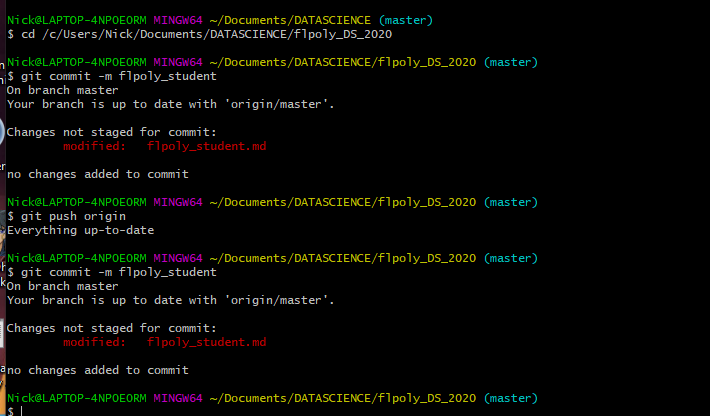 Nick@LAPTOP-4NPOEORM MINGW64 ~/Documents/DATASCIENCE (master)
$ cd /c/Users/Nick/Documents/DATASCIENCE/flpoly_DS_2020
Nick@LAPTOP-4NPOEORM MINGW64 ~/Documents/DATASCIENCE/flpoly_DS_2020 (master)
$ git commit -m flpoly_student
On branch master
Your branch is up to date with 'origin/master'.
Changes not staged for commit:
modified: flpoly_student.md
no changes added to commit
Nick@LAPTOP-4NPOEORM MINGW64 ~/Documents/DATASCIENCE/flpoly_DS_2020 (master)
$ git push origin
Everything up-to-date
Nick@LAPTOP-4NPOEORM MINGW64 ~/Documents/DATASCIENCE/flpoly_DS_2020 (master)
$ git commit -m flpoly_student
On branch master
Your branch is up to date with 'origin/master'.
Changes not staged for commit:
modified: flpoly_student.md
no changes added to commit
Nick@LAPTOP-4NPOEORM MINGW64 ~/Documents/DATASCIENCE/flpoly_DS_2020 (master)
$